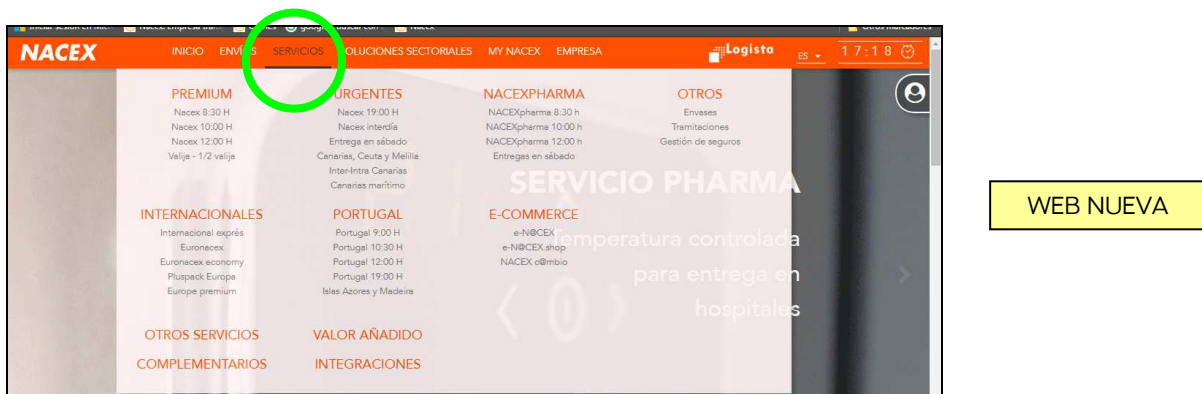 NACEX
INICIO ENVÍOS SERVICIOS SOLUCIONES SECTORIALES MY NACEX EMPRESA
Logista
ES
17:18
PREMIUM
Nacex 8:30 H
Nacex 10:00 H
Nacex 12:00 H
Valija - 1/2 valija
URGENTES
Nacex 19:00 H
Nacex interdía
Entrega en sábado
Canarias, Ceuta y Melilla
Inter-Intra Canarias
Canarias marítimo
NACEXPHARMA
NACEXpharma 8:30 h
NACEXpharma 10:00 h
NACEXpharma 12:00 h
Entregas en sábado
OTROS
Envases
Tramitaciones
Gestión de seguros
SERVICIO PHARMA
Temperatura controlada
para entrega en
hospitales
INTERNACIONALES
Internacional exprés
Euronacex
Euronacex economy
Pluspack Europa
Europe premium
PORTUGAL
Portugal 9:00 H
Portugal 10:30 H
Portugal 12:00 H
Portugal 19:00 H
Islas Azores y Madeira
E-COMMERCE
e-N@CEX
e-N@CEX.shop
NACEX c@mbio
OTROS SERVICIOS
VALOR AÑADIDO
COMPLEMENTARIOS
INTEGRACIONES
WEB NUEVA